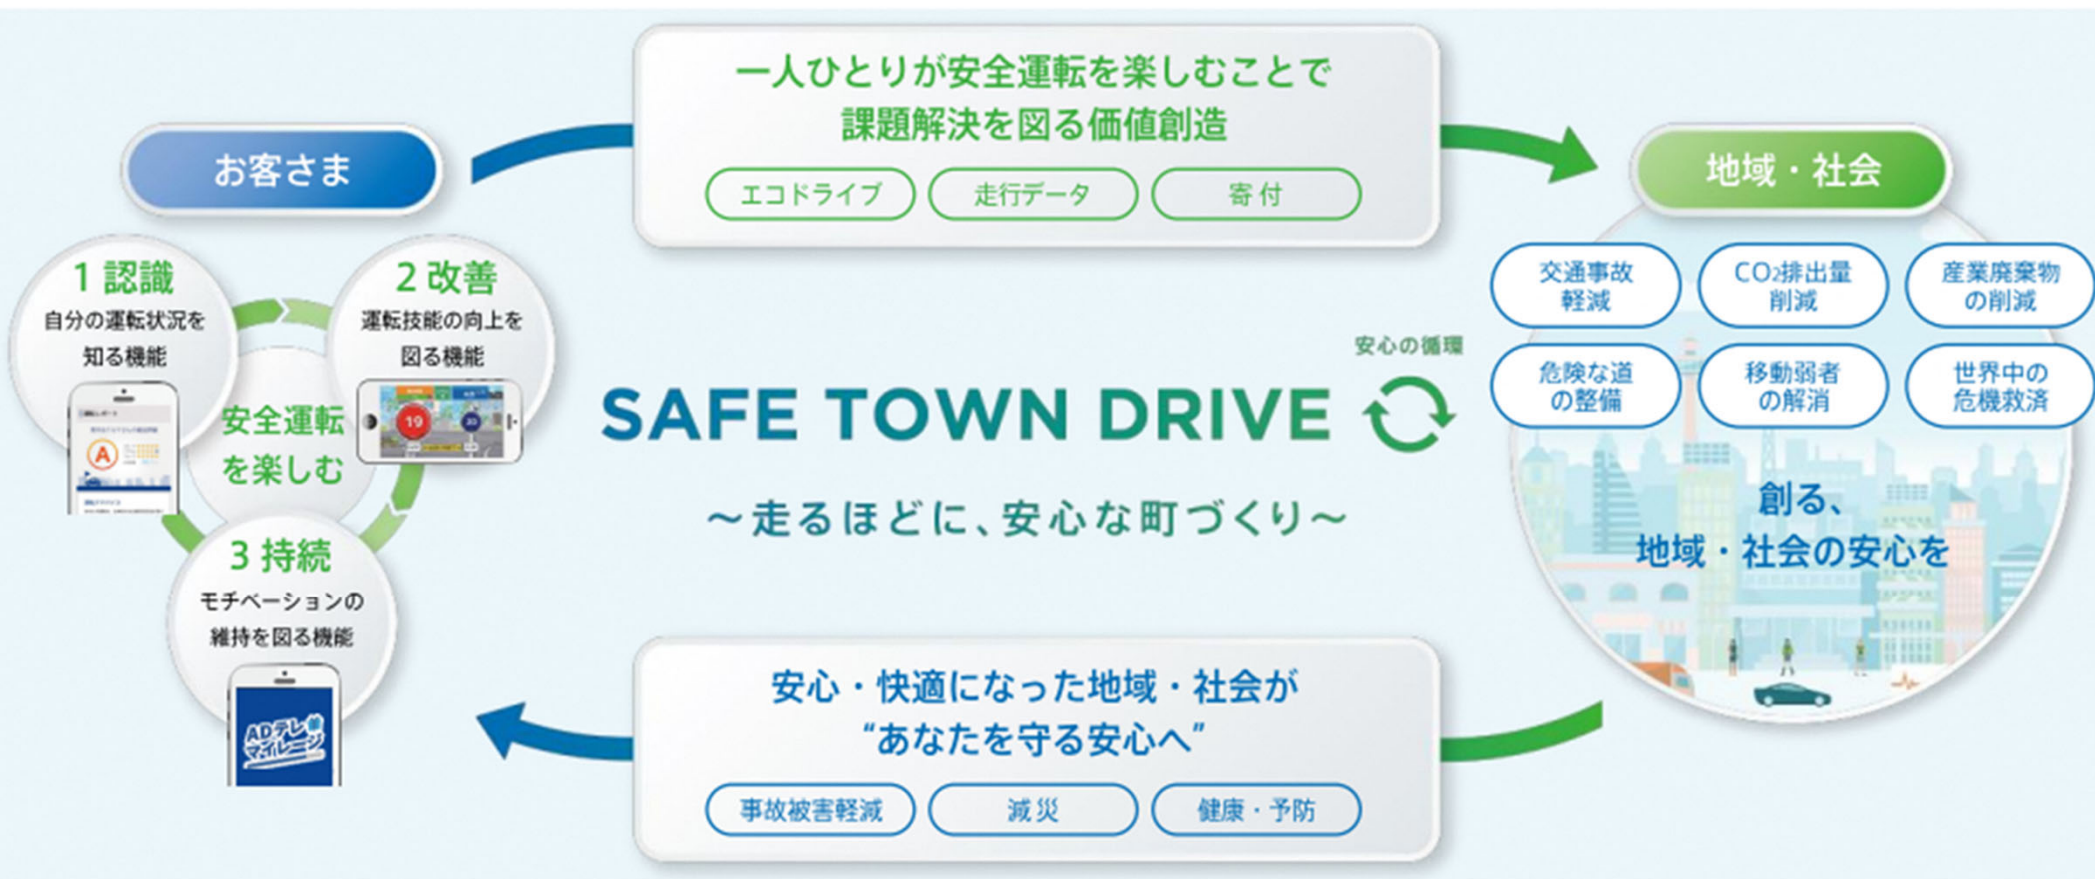 一人ひとりが安全運転を楽しむことで
課題解決を図る価値創造
エコドライブ
走行データ
寄付
お客さま
地域・社会
1 認識
自分の運転状況を
知る機能
A
2 改善
運転技能の向上を
図る機能
19
安全運転
を楽しむ
3 持続
モチベーションの
維持を図る機能
ADテレ
マイレージ
安心の循環
SAFE TOWN DRIVE
～走るほどに、安心な町づくり～
交通事故
軽減
CO₂排出量
削減
産業廃棄物
の削減
危険な道
の整備
移動弱者
の解消
世界中の
危機救済
創る、
地域・社会の安心を
安心・快適になった地域・社会が
“あなたを守る安心へ”
事故被害軽減
減災
健康・予防